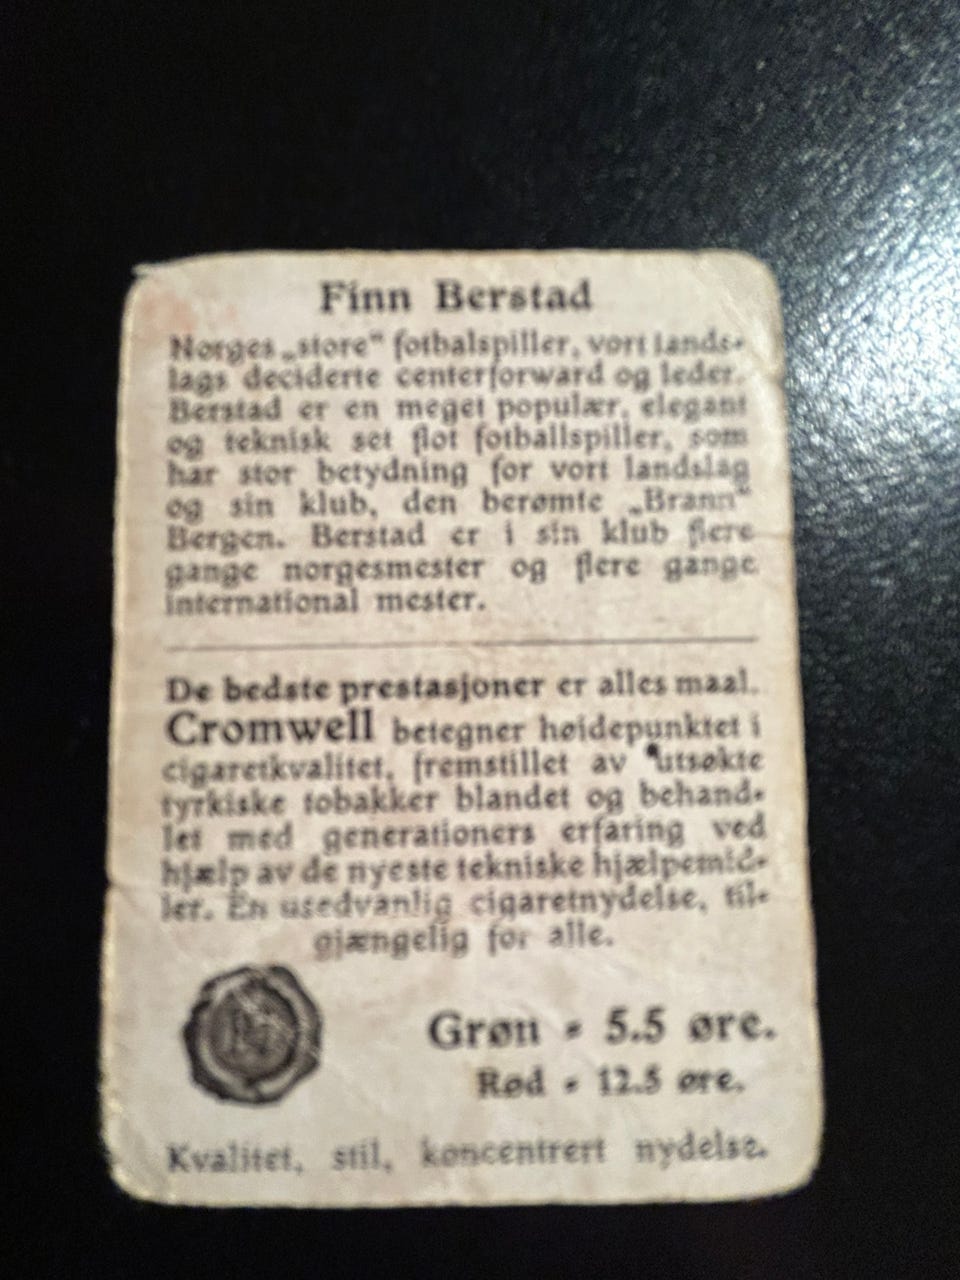 Finn Berstad
Norges „store" fotbalspiller, vort lands-
lags deciderte centerforward og leder.
Berstad er en meget populær, elegant
og teknisk set flot fotballspiller, som
har stor betydning for vort landslag
og sin klub, den berømte „Brann"
Bergen. Berstad er i sin klub flere
gange norgesmester og flere gange
international mester.
De bedste prestasjoner er alles maal.
Cromwell betegner høidepunktet i
cigaretkvalitet, fremstillet av utsøkte
tyrkiske tobakker blandet og behand-
let med generationers erfaring ved
hjælp av de nyeste tekniske hjælpemid-
ler. En usedvanlig cigaretnydelse, til-
gjængelig for alle.
Grøn - 5.5 øre.
Rød - 12.5 øre.
Kvalitet, stil, koncentrert nydelse.